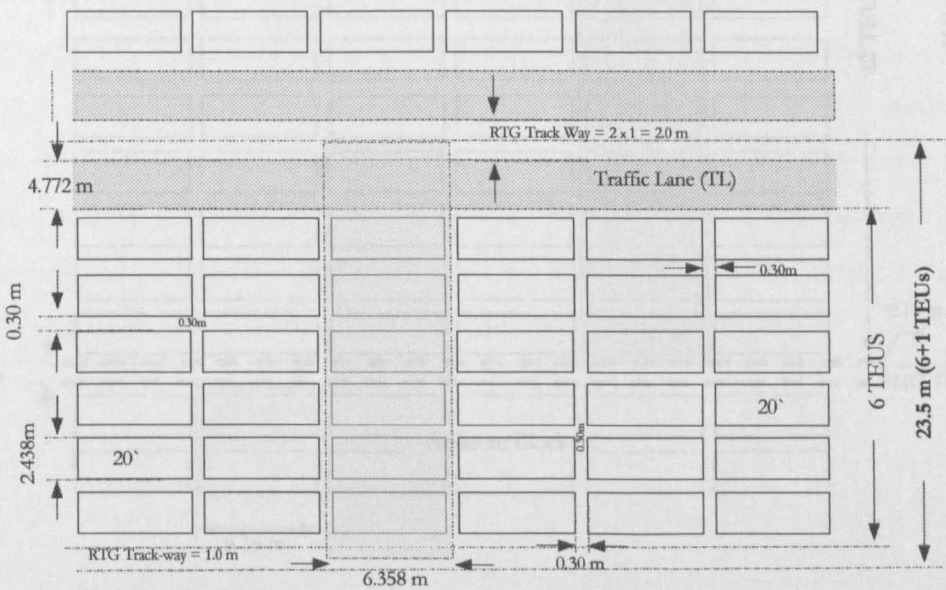 RTG Track Way = 2 x 1 = 2.0 m
4.772 m
Traffic Lane (TL)
0.30m
0.30 m
0.30m
6 TEUS
23.5 m (6+1 TEUs)
20`
0.30m
2.438m
20`
RTG Track-way = 1.0 m
0.30 m
6.358 m